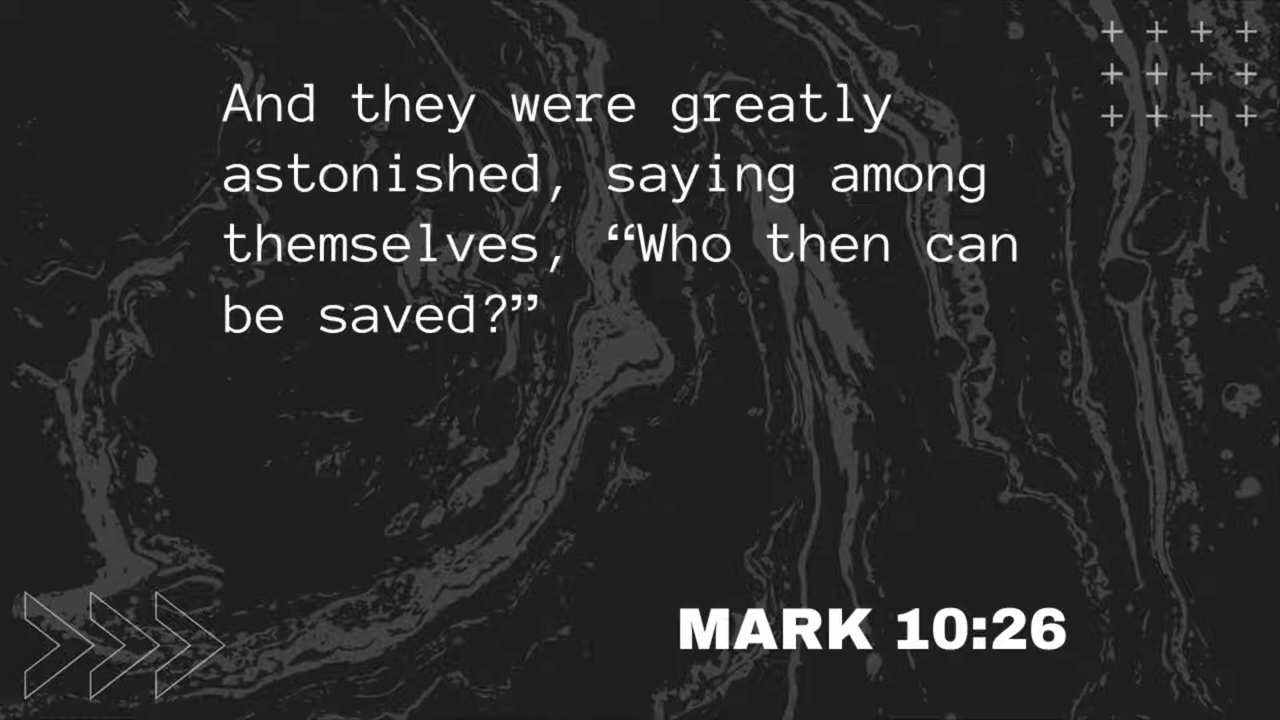 And they were greatly
astonished, saying among
themselves, “Who then can
be saved?”
MARK 10:26